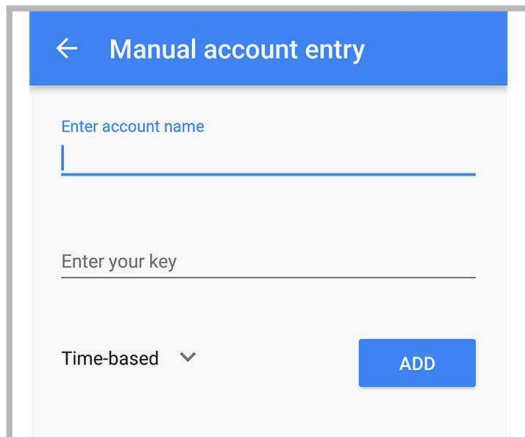 Manual account entry
Enter account name
Enter your key
Time-based
ADD